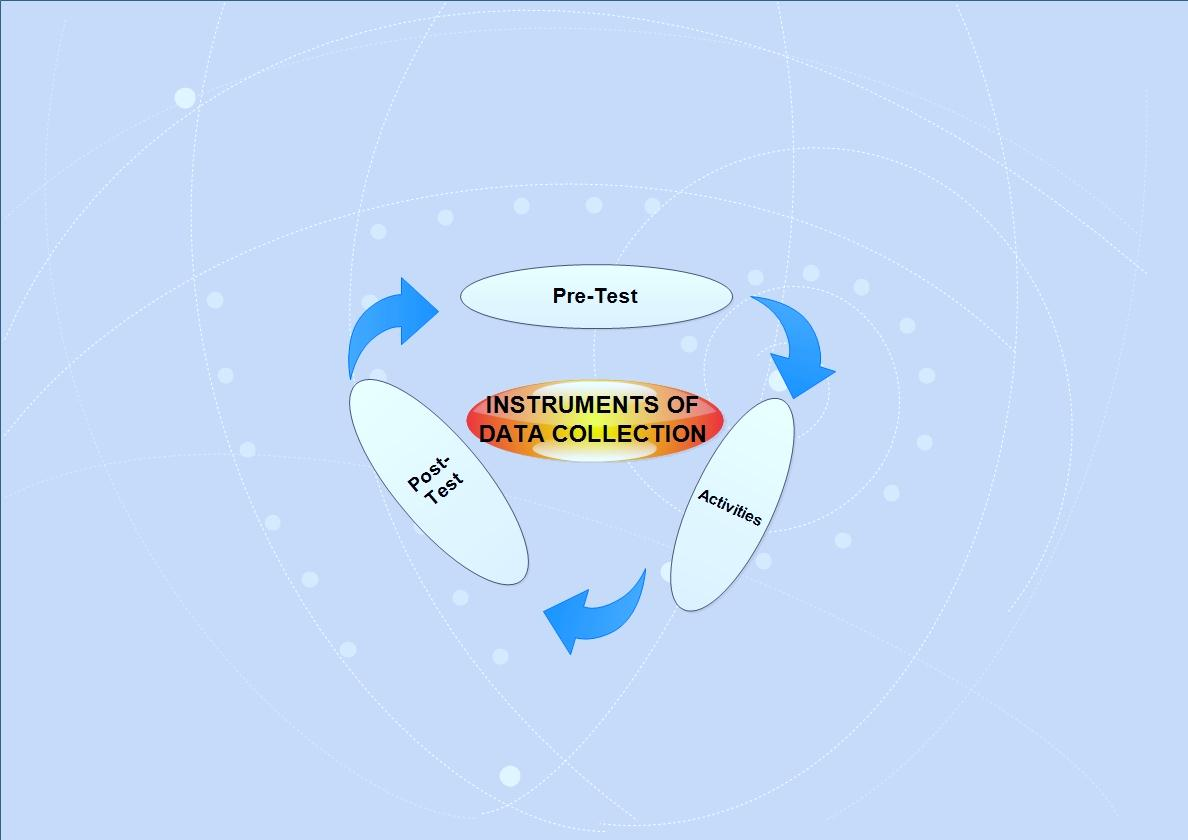 Pre-Test
INSTRUMENTS OF
DATA COLLECTION
Post-
Test
Activities